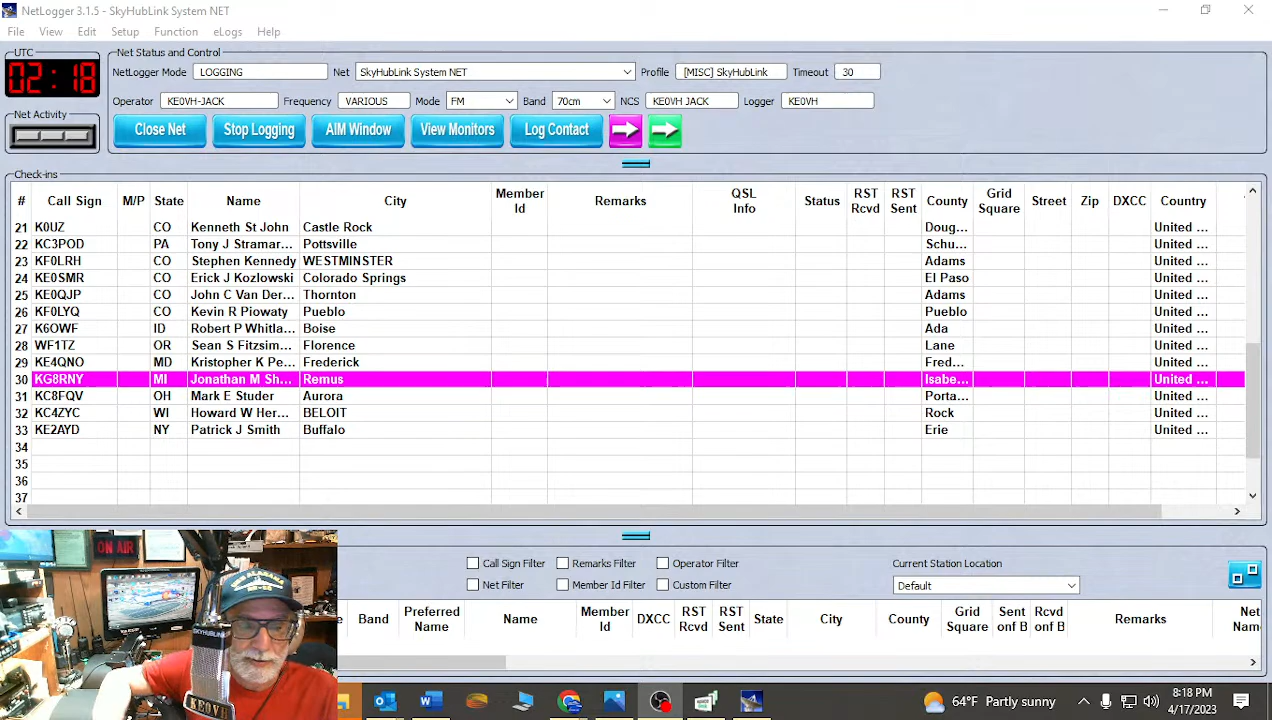 NetLogger 3.1.5 - SkyHubLink System NET
File View Edit Setup Function eLogs Help
UTC
02:18
Net Activity
Net Status and Control
NetLogger Mode LOGGING Net SkyHubLink System NET Profile [MISC] SkyHubLink Timeout 30
Operator KE0VH-JACK Frequency VARIOUS Mode FM Band 70cm NCS KE0VH JACK Logger KE0VH
Close Net Stop Logging AIM Window View Monitors Log Contact
Check-ins
# Call Sign M/P State Name City Member Id Remarks QSL Info Status RST Rcvd RST Sent County Grid Square Street Zip DXCC Country
21 K0UZ CO Kenneth St John Castle Rock Doug... United ...
22 KC3POD PA Tony J Stramar... Pottsville Schu... United ...
23 KF0LRH CO Stephen Kennedy WESTMINSTER Adams United ...
24 KE0SMR CO Erick J Kozlowski Colorado Springs El Paso United ...
25 KE0QJP CO John C Van Der... Thornton Adams United ...
26 KF0LYQ CO Kevin R Piowaty Pueblo Pueblo United ...
27 K6OWF ID Robert P Whitla... Boise Ada United ...
28 WF1TZ OR Sean S Fitzsim... Florence Lane United ...
29 KE4QNO MD Kristopher K Pe... Frederick Fred... United ...
30 KG8RNY MI Jonathan M Sh... Remus Isabe... United ...
31 KC8FQV OH Mark E Studer Aurora Porta... United ...
32 KC4ZYC WI Howard W Her... BELOIT Rock United ...
33 KE2AYD NY Patrick J Smith Buffalo Erie United ...
34
35
36
37
Call Sign Filter Remarks Filter Operator Filter
Net Filter Member Id Filter Custom Filter
Current Station Location
Default
e Band Preferred Name Name Member Id DXCC RST Rcvd RST Sent State City County Grid Square Sent onf B Rcvd onf B Remarks Net Name
ON AIR
SKYHUBLINK
KE0VH
64°F Partly sunny
8:18 PM
4/17/2023